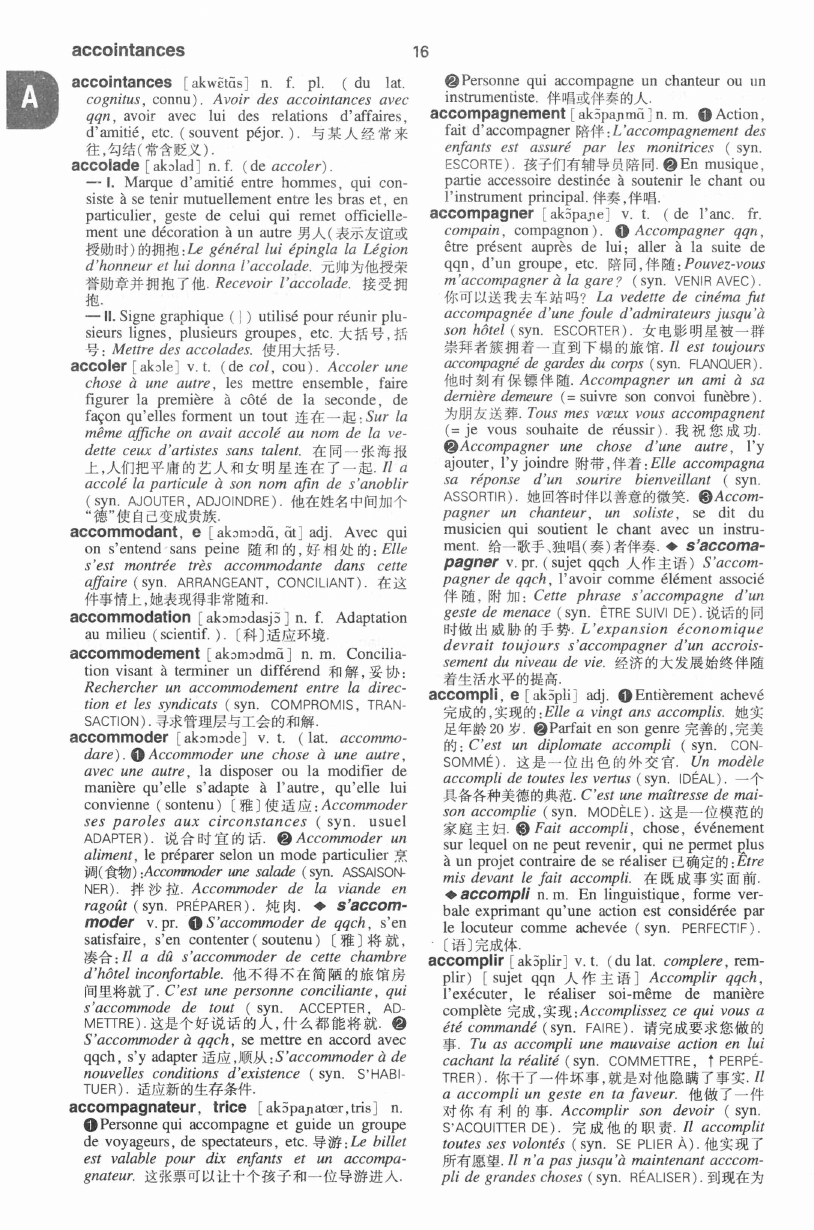 accointances
16
A
accointances [akwɛ̃tɑ̃s] n. f. pl. ( du lat.
cognitus, connu). Avoir des accointances avec
qqn, avoir avec lui des relations d'affaires,
d'amitié, etc. ( souvent péjor. ). 与某人经常来
往,勾结(常含贬义).
accolade [akɔlad] n. f. (de accoler).
— I. Marque d'amitié entre hommes, qui con-
siste à se tenir mutuellement entre les bras et, en
particulier, geste de celui qui remet officielle-
ment une décoration à un autre 男人(表示友谊或
授勋时)的拥抱:Le général lui épingla la Légion
d'honneur et lui donna l'accolade. 元帅为他授荣
誉勋章并拥抱了他. Recevoir l'accolade. 接受拥
抱.
— II. Signe graphique ( | ) utilisé pour réunir plu-
sieurs lignes, plusieurs groupes, etc. 大括号,括
号: Mettre des accolades. 使用大括号.
accoler [akɔle] v. t. (de col, cou). Accoler une
chose à une autre, les mettre ensemble, faire
figurer la première à côté de la seconde, de
façon qu'elles forment un tout 连在一起:Sur la
même affiche on avait accolé au nom de la ve-
dette ceux d'artistes sans talent. 在同一张海报
上,人们把平庸的艺人和女明星连在了一起. Il a
accolé la particule à son nom afin de s'anoblir
( syn. AJOUTER, ADJOINDRE). 他在姓名中间加个
“德”使自己变成贵族.
accommodant, e [akɔmɔdɑ̃, ɑ̃t] adj. Avec qui
on s'entend sans peine 随和的,好相处的: Elle
s'est montrée très accommodante dans cette
affaire ( syn. ARRANGEANT, CONCILIANT). 在这
件事情上,她表现得非常随和.
accommodation [akɔmɔdasjɔ̃] n. f. Adaptation
au milieu (scientif. ). 〔科〕适应环境.
accommodement [akɔmɔdmɑ̃] n. m. Concilia-
tion visant à terminer un différend 和解,妥协:
Rechercher un accommodement entre la direc-
tion et les syndicats ( syn. COMPROMIS, TRAN-
SACTION). 寻求管理层与工会的和解.
accommoder [akɔmɔde] v. t. ( lat. accommo-
dare). ❶ Accommoder une chose à une autre,
avec une autre, la disposer ou la modifier de
manière qu'elle s'adapte à l'autre, qu'elle lui
convienne (sontenu) 〔雅〕使适应:Accommoder
ses paroles aux circonstances ( syn. usuel
ADAPTER). 说合时宜的话. ❷ Accommoder un
aliment, le préparer selon un mode particulier 烹
调(食物):Accommoder une salade (syn. ASSAISON-
NER). 拌沙拉. Accommoder de la viande en
ragoût ( syn. PRÉPARER). 炖肉. ◆ s'accom-
moder v. pr. ❶ S'accommoder de qqch, s'en
satisfaire, s'en contenter ( soutenu) 〔雅〕将就,
凑合:Il a dû s'accommoder de cette chambre
d'hôtel inconfortable. 他不得不在简陋的旅馆房
间里将就了. C'est une personne conciliante, qui
s'accommode de tout ( syn. ACCEPTER, AD-
METTRE). 这是个好说话的人,什么都能将就. ❷
S'accommoder à qqch, se mettre en accord avec
qqch, s'y adapter 适应,顺从:S'accommoder à de
nouvelles conditions d'existence ( syn. S'HABI-
TUER). 适应新的生存条件.
accompagnateur, trice [akɔ̃paɲatœr,tris] n.
❶Personne qui accompagne et guide un groupe
de voyageurs, de spectateurs, etc. 导游:Le billet
est valable pour dix enfants et un accompa-
gnateur. 这张票可以让十个孩子和一位导游进入.
❷Personne qui accompagne un chanteur ou un
instrumentiste. 伴唱或伴奏的人.
accompagnement [akɔ̃paɲmɑ̃] n. m. ❶ Action,
fait d'accompagner 陪伴:L'accompagnement des
enfants est assuré par les monitrices ( syn.
ESCORTE). 孩子们有辅导员陪同. ❷En musique,
partie accessoire destinée à soutenir le chant ou
l'instrument principal. 伴奏,伴唱.
accompagner [akɔ̃paɲe] v. t. ( de l'anc. fr.
compain, compagnon). ❶ Accompagner qqn,
être présent auprès de lui; aller à la suite de
qqn, d'un groupe, etc. 陪同,伴随:Pouvez-vous
m'accompagner à la gare? (syn. VENIR AVEC).
你可以送我去车站吗? La vedette de cinéma fut
accompagnée d'une foule d'admirateurs jusqu'à
son hôtel (syn. ESCORTER). 女电影明星被一群
崇拜者簇拥着一直到下榻的旅馆. Il est toujours
accompagné de gardes du corps (syn. FLANQUER).
他时刻有保镖伴随. Accompagner un ami à sa
dernière demeure (= suivre son convoi funèbre).
为朋友送葬. Tous mes vœux vous accompagnent
(= je vous souhaite de réussir). 我祝您成功.
❷Accompagner une chose d'une autre, l'y
ajouter, l'y joindre 附带,伴着:Elle accompagna
sa réponse d'un sourire bienveillant ( syn.
ASSORTIR). 她回答时伴以善意的微笑. ❸Accom-
pagner un chanteur, un soliste, se dit du
musicien qui soutient le chant avec un instru-
ment. 给一歌手、独唱(奏)者伴奏. ◆ s'accoma-
pagner v. pr. ( sujet qqch 人作主语) S'accom-
pagner de qqch, l'avoir comme élément associé
伴随,附加: Cette phrase s'accompagne d'un
geste de menace ( syn. ÊTRE SUIVI DE). 说话的同
时做出威胁的手势. L'expansion économique
devrait toujours s'accompagner d'un accrois-
sement du niveau de vie. 经济的大发展始终伴随
着生活水平的提高.
accompli, e [akɔ̃pli] adj. ❶Entièrement achevé
完成的,实现的:Elle a vingt ans accomplis. 她实
足年龄20岁. ❷Parfait en son genre 完善的,完美
的: C'est un diplomate accompli ( syn. CON-
SOMMÉ). 这是一位出色的外交官. Un modèle
accompli de toutes les vertus ( syn. IDÉAL). 一个
具备各种美德的典范. C'est une maîtresse de mai-
son accomplie ( syn. MODÈLE). 这是一位模范的
家庭主妇. ❸ Fait accompli, chose, événement
sur lequel on ne peut revenir, qui ne permet plus
à un projet contraire de se réaliser 已确定的:Être
mis devant le fait accompli. 在既成事实面前.
◆accompli n. m. En linguistique, forme ver-
bale exprimant qu'une action est considérée par
le locuteur comme achevée ( syn. PERFECTIF).
〔语〕完成体.
accomplir [akɔ̃plir] v. t. (du lat. complere, rem-
plir) [ sujet qqn 人作主语 ] Accomplir qqch,
l'exécuter, le réaliser soi-même de manière
complète 完成,实现:Accomplissez ce qui vous a
été commandé ( syn. FAIRE). 请完成要求您做的
事. Tu as accompli une mauvaise action en lui
cachant la réalité ( syn. COMMETTRE, ↑ PERPÉ-
TRER). 你干了一件坏事,就是对他隐瞒了事实. Il
a accompli un geste en ta faveur. 他做了一件
对你有利的事. Accomplir son devoir ( syn.
S'ACQUITTER DE). 完成他的职责. Il accomplit
toutes ses volontés ( syn. SE PLIER À). 他实现了
所有愿望. Il n'a pas jusqu'à maintenant acccom-
pli de grandes choses ( syn. RÉALISER). 到现在为